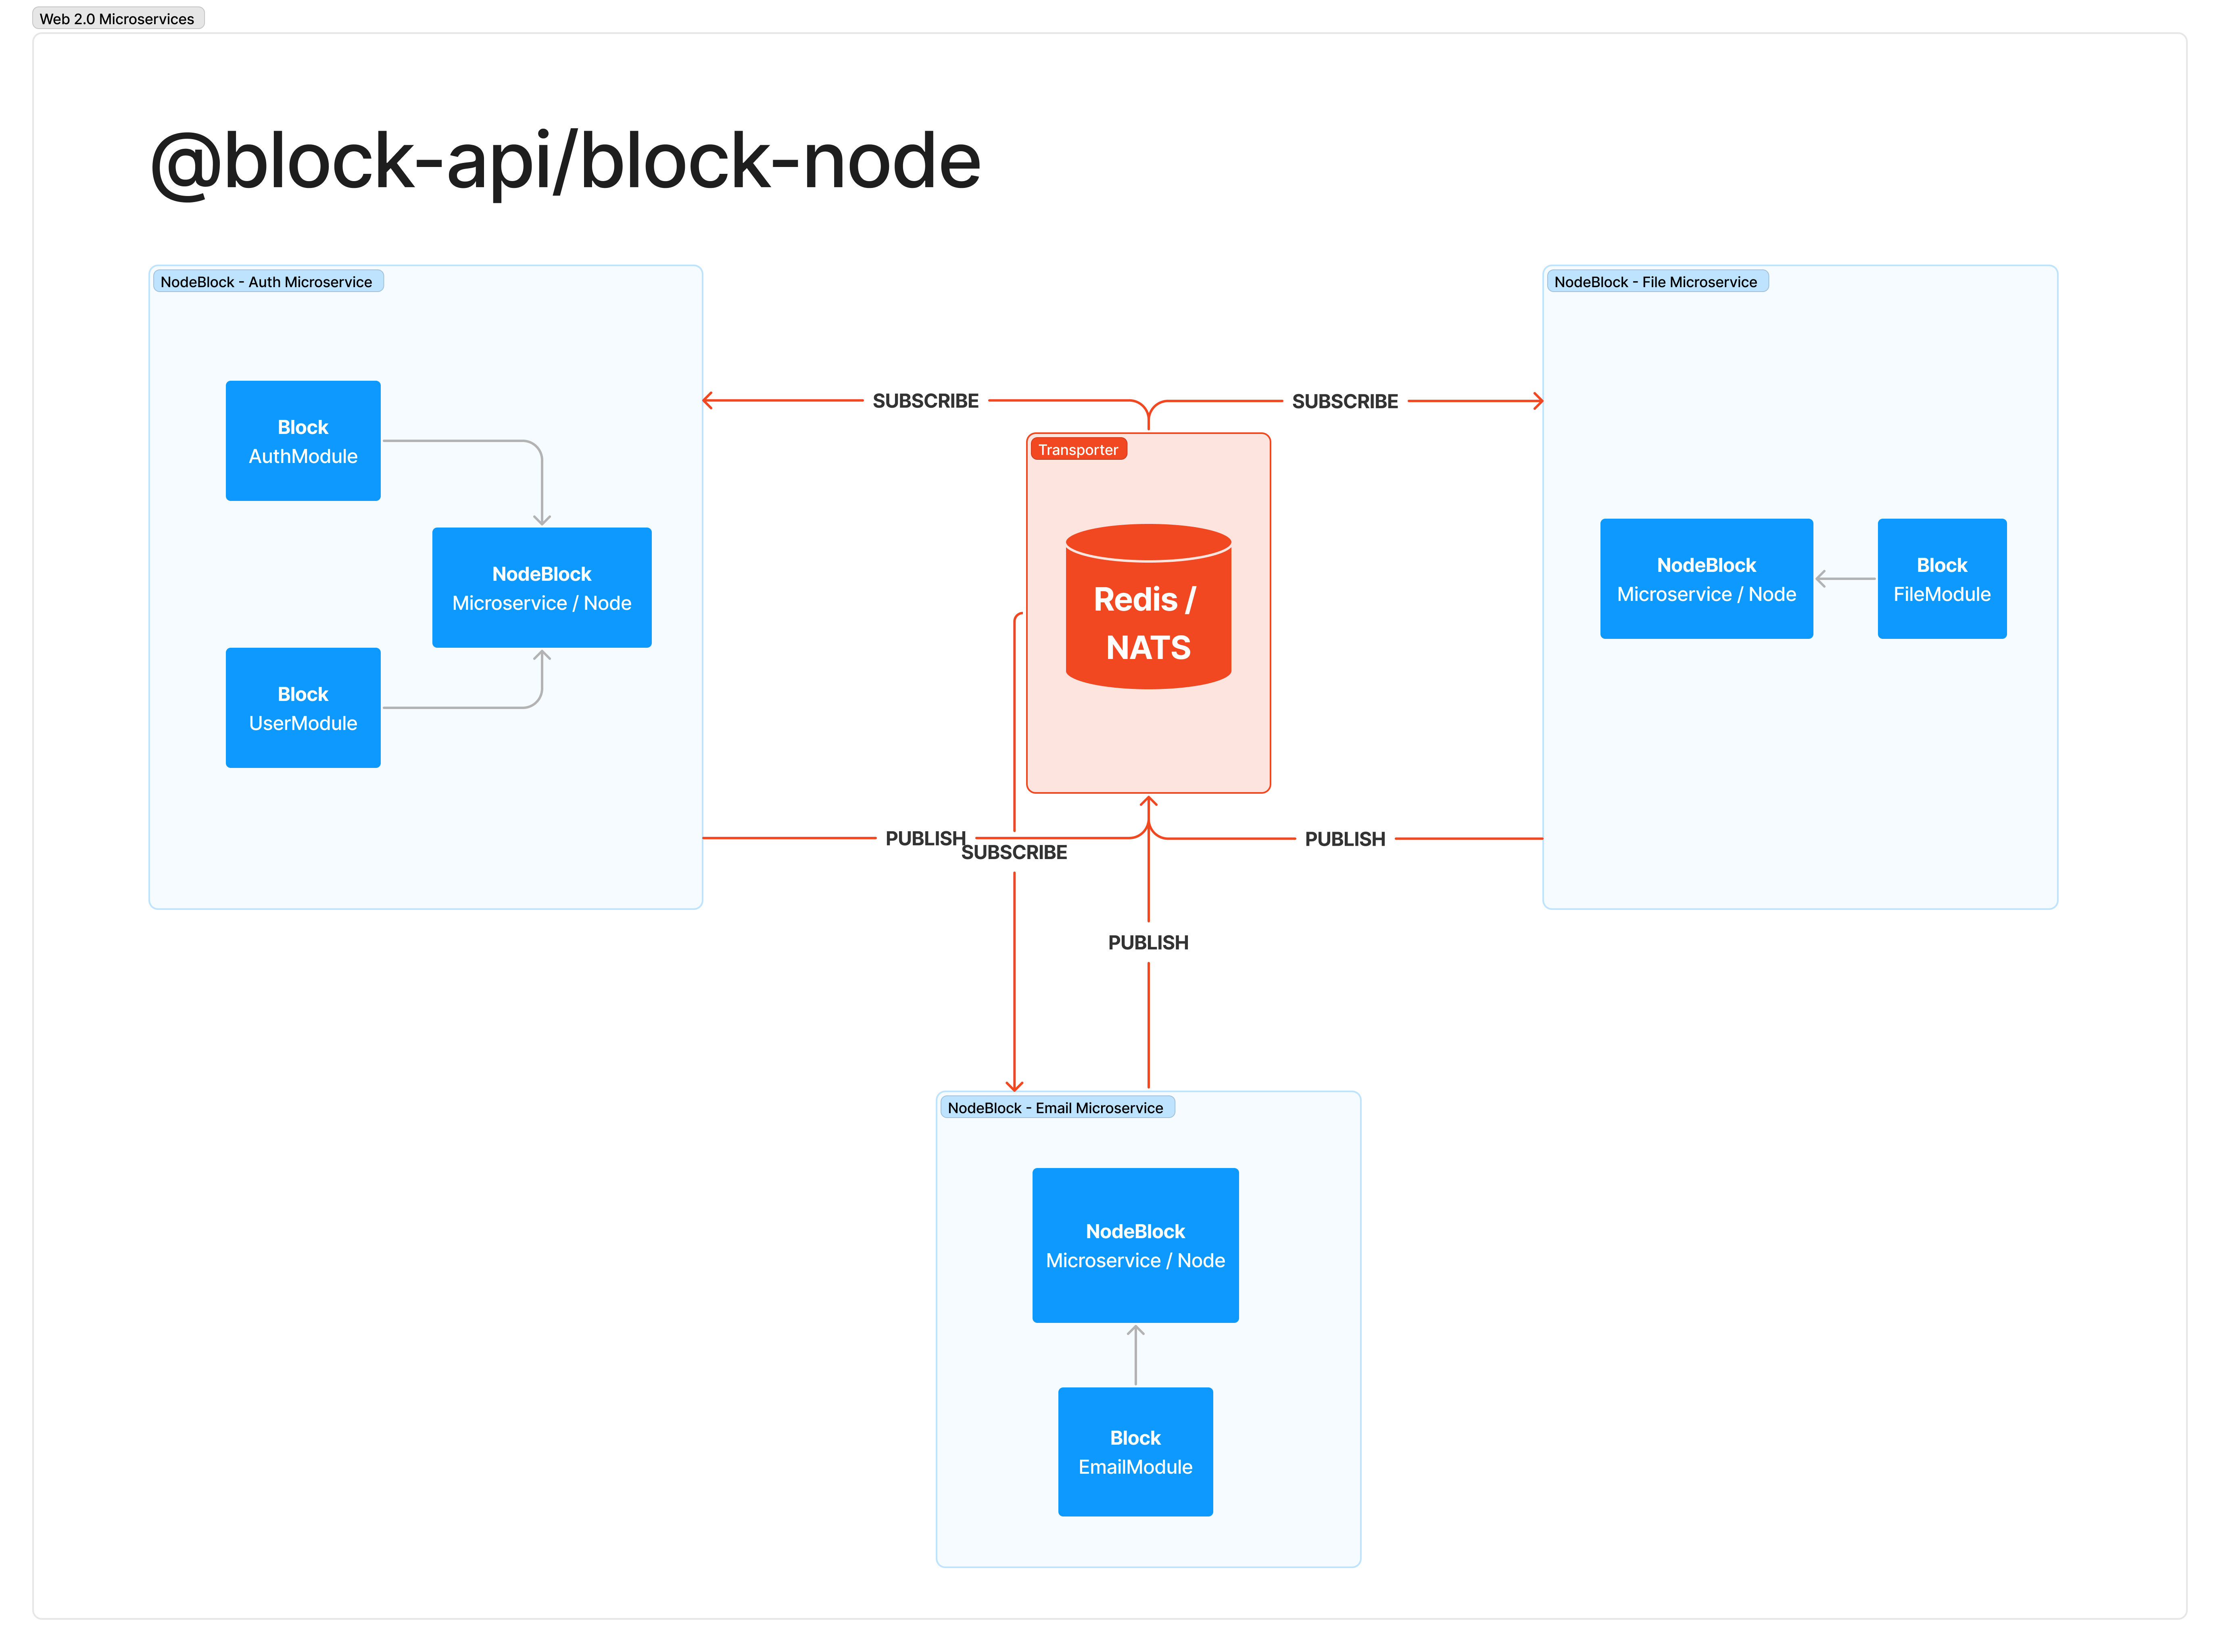 Web 2.0 Microservices
@block-api/block-node
NodeBlock - Auth Microservice
Block
AuthModule
NodeBlock
Microservice / Node
Block
UserModule
SUBSCRIBE
SUBSCRIBE
Transporter
Redis /
NATS
PUBLISH
SUBSCRIBE
PUBLISH
PUBLISH
NodeBlock - File Microservice
NodeBlock
Microservice / Node
Block
FileModule
NodeBlock - Email Microservice
NodeBlock
Microservice / Node
Block
EmailModule